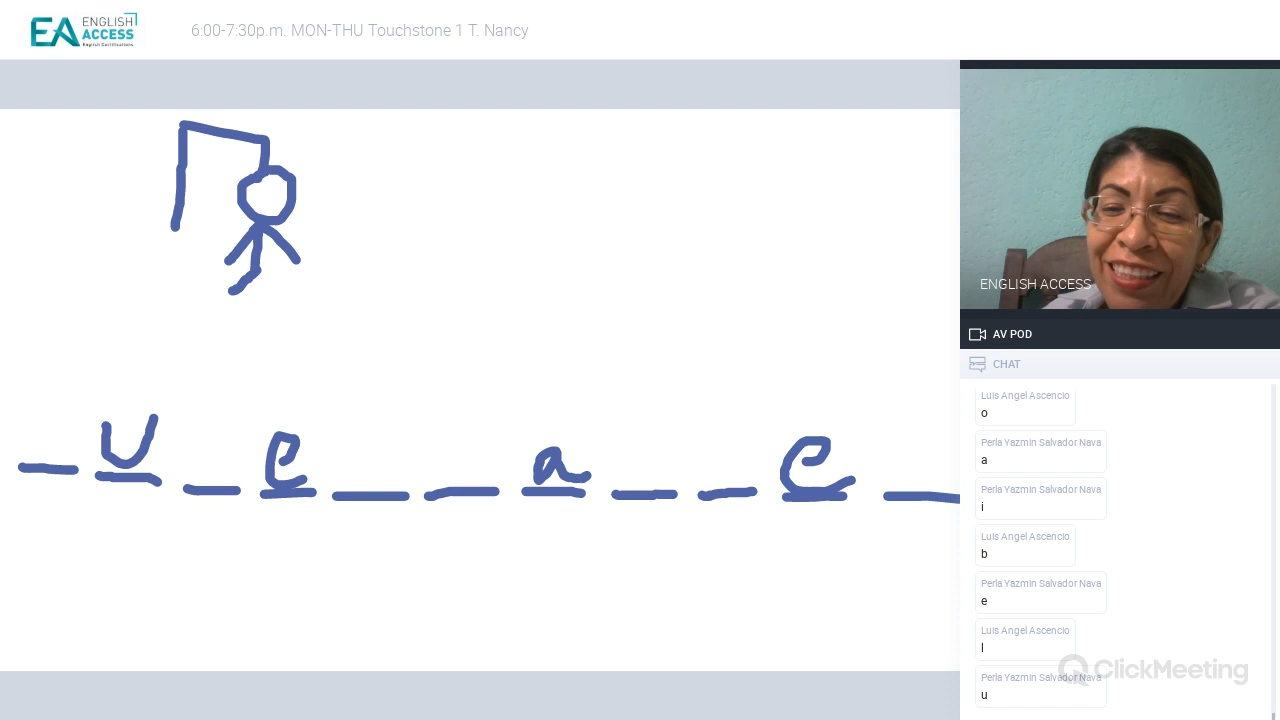 EA ENGLISH ACCESS
English Certifications
6:00-7:30p.m. MON-THU Touchstone 1 T. Nancy
_ U _ e _ _ a _ _ e _
ENGLISH ACCESS
AV POD
CHAT
Luis Angel Ascencio
o
Perla Yazmin Salvador Nava
a
Perla Yazmin Salvador Nava
i
Luis Angel Ascencio
b
Perla Yazmin Salvador Nava
e
Luis Angel Ascencio
l
Perla Yazmin Salvador Nava
u
ClickMeeting